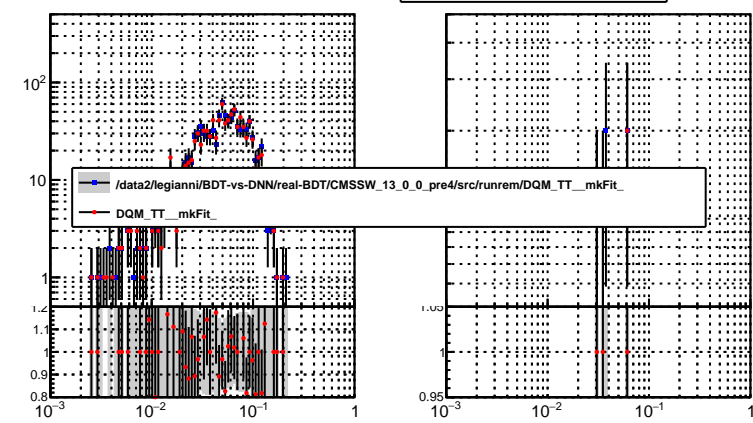 10²
10
/data2/legianni/BDT-vs-DNN/real-BDT/CMSSW_13_0_0_pre4/src/runrem/DQM_TT__mkFit_
DQM_TT__mkFit_
1
1.2 1.05
1.1
1 1
0.9
0.8 0.95
10⁻³ 10⁻² 10⁻¹ 1 10⁻³ 10⁻² 10⁻¹ 1